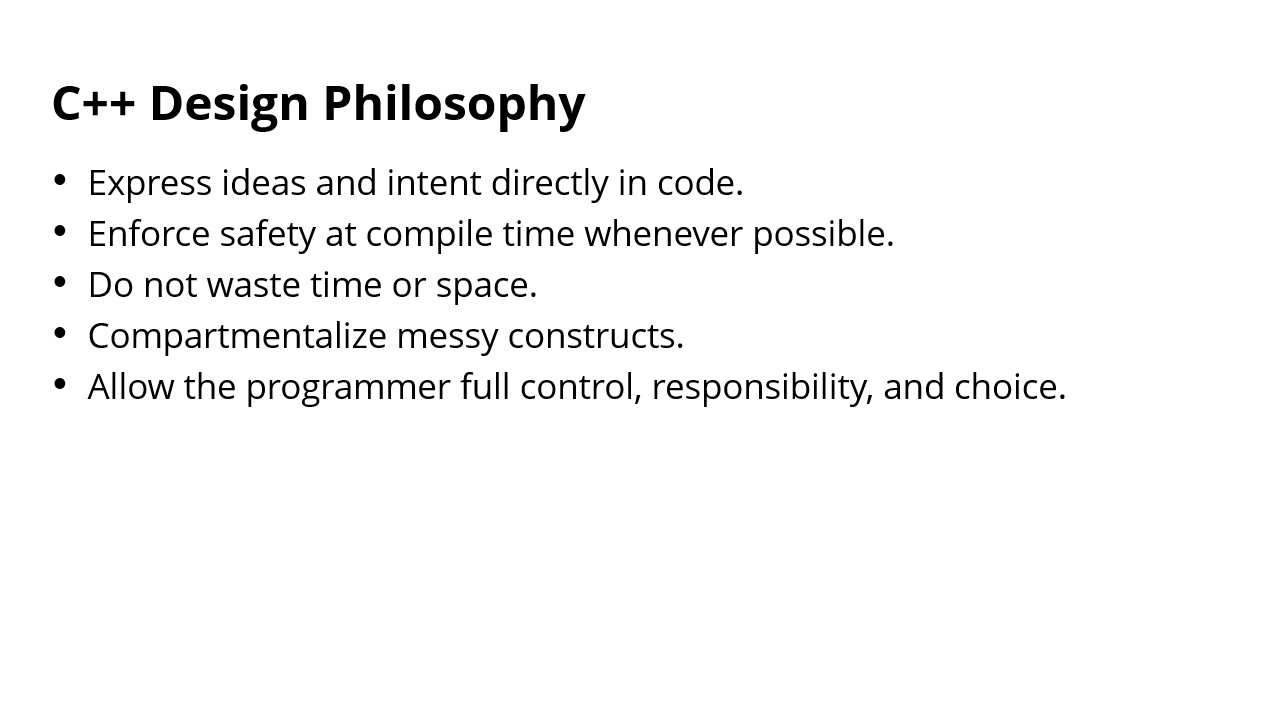 C++ Design Philosophy
• Express ideas and intent directly in code.
• Enforce safety at compile time whenever possible.
• Do not waste time or space.
• Compartmentalize messy constructs.
• Allow the programmer full control, responsibility, and choice.